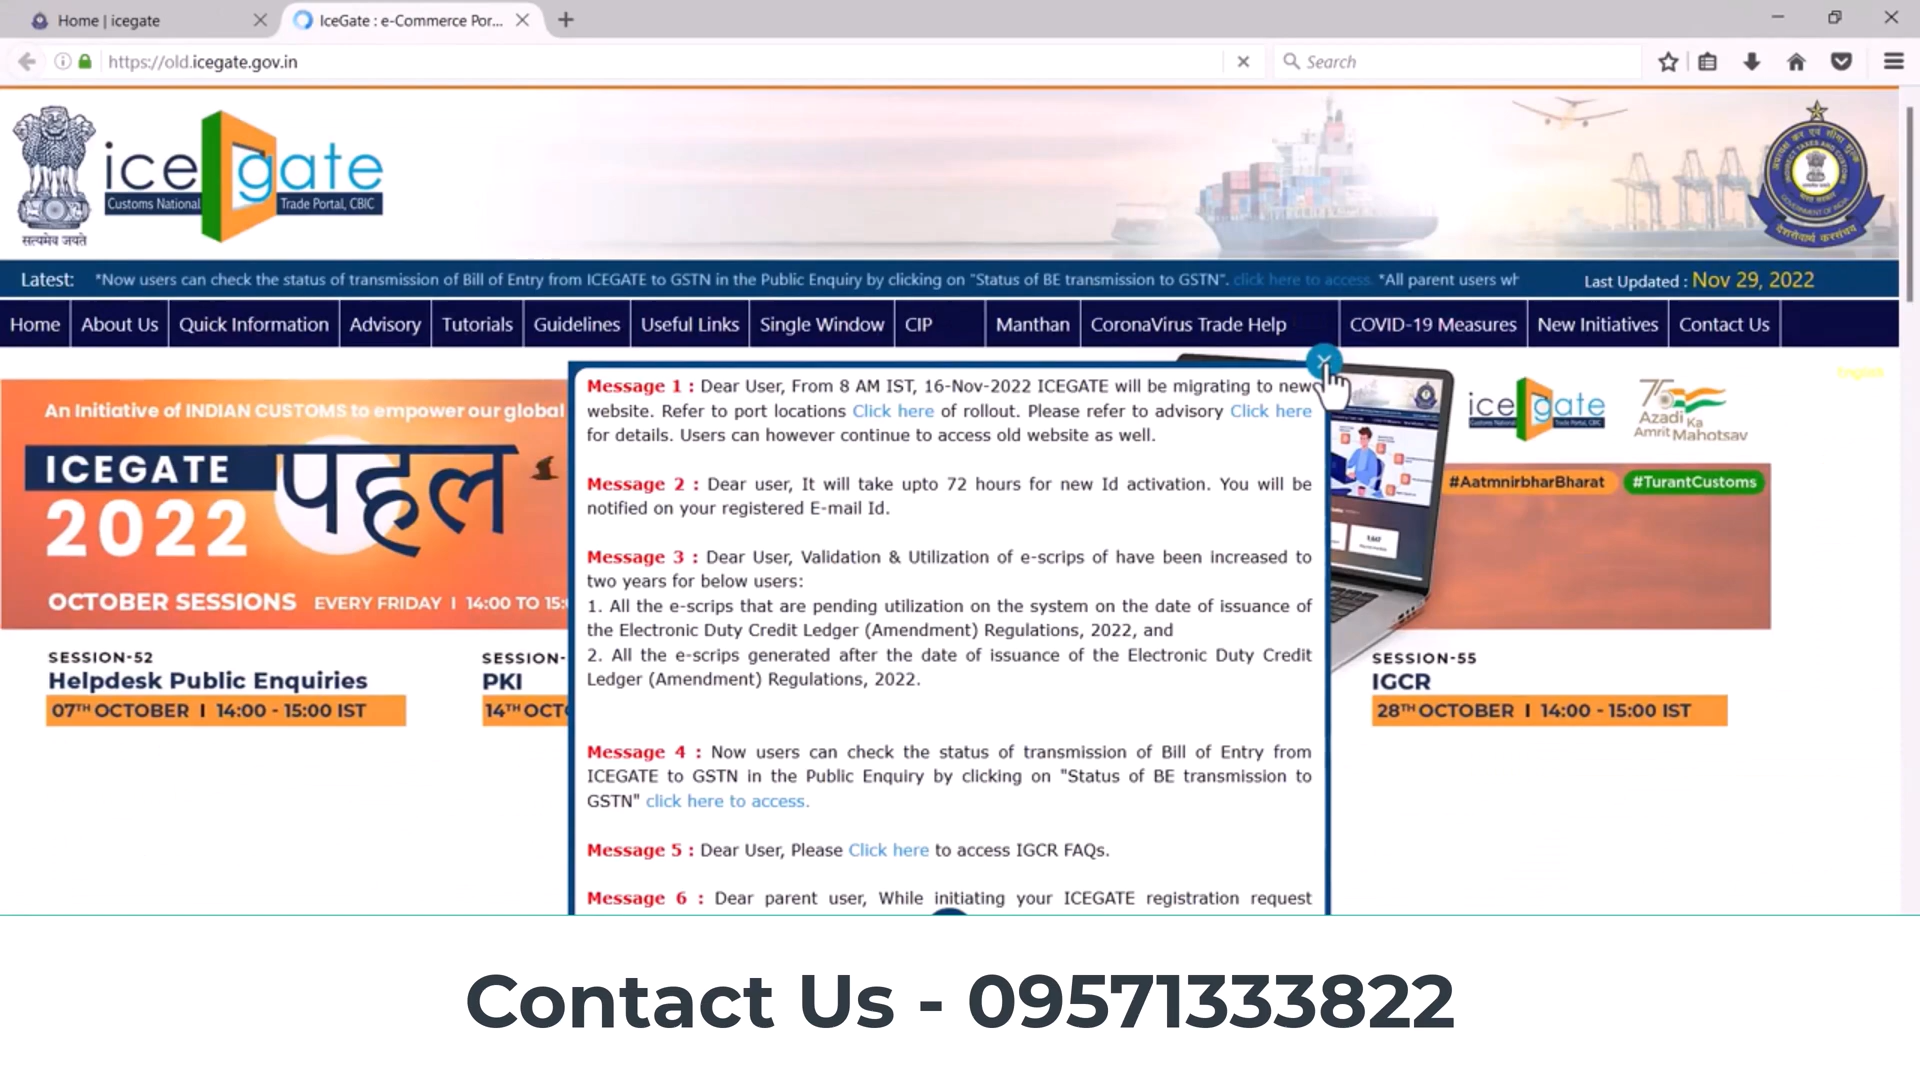 Home | icegate
IceGate : e-Commerce Por...
https://old.icegate.gov.in
Search
सत्यमेव जयते
icegate
Customs National Trade Portal, CBIC
Latest: *Now users can check the status of transmission of Bill of Entry from ICEGATE to GSTN in the Public Enquiry by clicking on "Status of BE transmission to GSTN". click here to access. *All parent users wh
Last Updated : Nov 29, 2022
Home About Us Quick Information Advisory Tutorials Guidelines Useful Links Single Window CIP Manthan CoronaVirus Trade Help COVID-19 Measures New Initiatives Contact Us
English
An Initiative of INDIAN CUSTOMS to empower our global
ICEGATE
2022
पहल
OCTOBER SESSIONS EVERY FRIDAY I 14:00 TO 15:
SESSION-52
Helpdesk Public Enquiries
07TH OCTOBER I 14:00 - 15:00 IST
SESSION-
PKI
14TH OCT
Message 1 : Dear User, From 8 AM IST, 16-Nov-2022 ICEGATE will be migrating to new
website. Refer to port locations Click here of rollout. Please refer to advisory Click here
for details. Users can however continue to access old website as well.
Message 2 : Dear user, It will take upto 72 hours for new Id activation. You will be
notified on your registered E-mail Id.
Message 3 : Dear User, Validation & Utilization of e-scrips of have been increased to
two years for below users:
1. All the e-scrips that are pending utilization on the system on the date of issuance of
the Electronic Duty Credit Ledger (Amendment) Regulations, 2022, and
2. All the e-scrips generated after the date of issuance of the Electronic Duty Credit
Ledger (Amendment) Regulations, 2022.
Message 4 : Now users can check the status of transmission of Bill of Entry from
ICEGATE to GSTN in the Public Enquiry by clicking on "Status of BE transmission to
GSTN" click here to access.
Message 5 : Dear User, Please Click here to access IGCR FAQs.
Message 6 : Dear parent user, While initiating your ICEGATE registration request
icegate
75
Azadi Ka
Amrit Mahotsav
#AatmnirbharBharat
#TurantCustoms
SESSION-55
IGCR
28TH OCTOBER I 14:00 - 15:00 IST
Contact Us - 09571333822